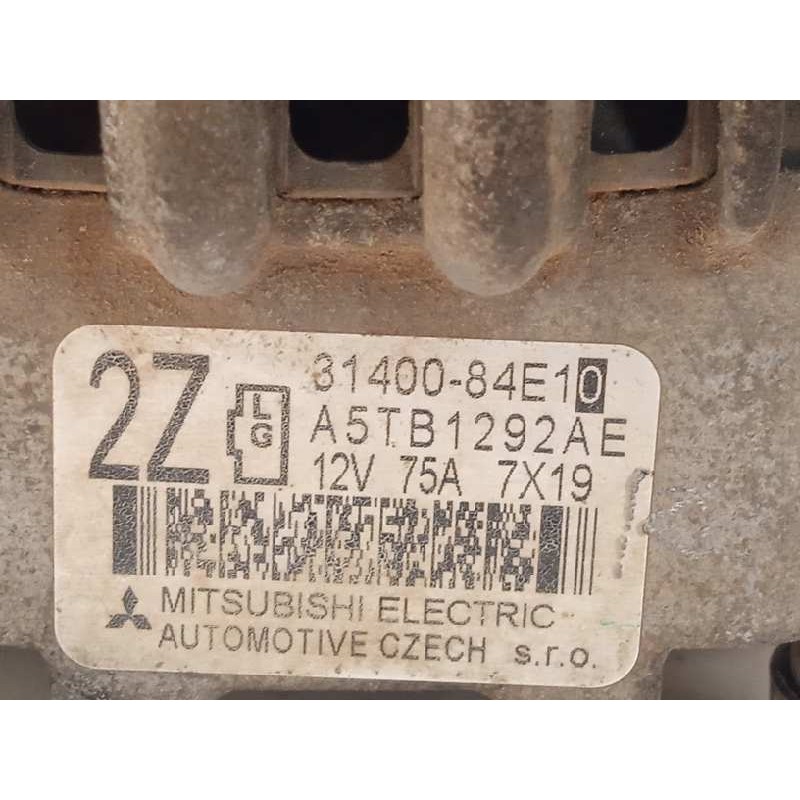 2Z
LG
31400-84E10
A5TB1292AE
12V 75A 7X19
MITSUBISHI ELECTRIC
AUTOMOTIVE CZECH s.r.o.